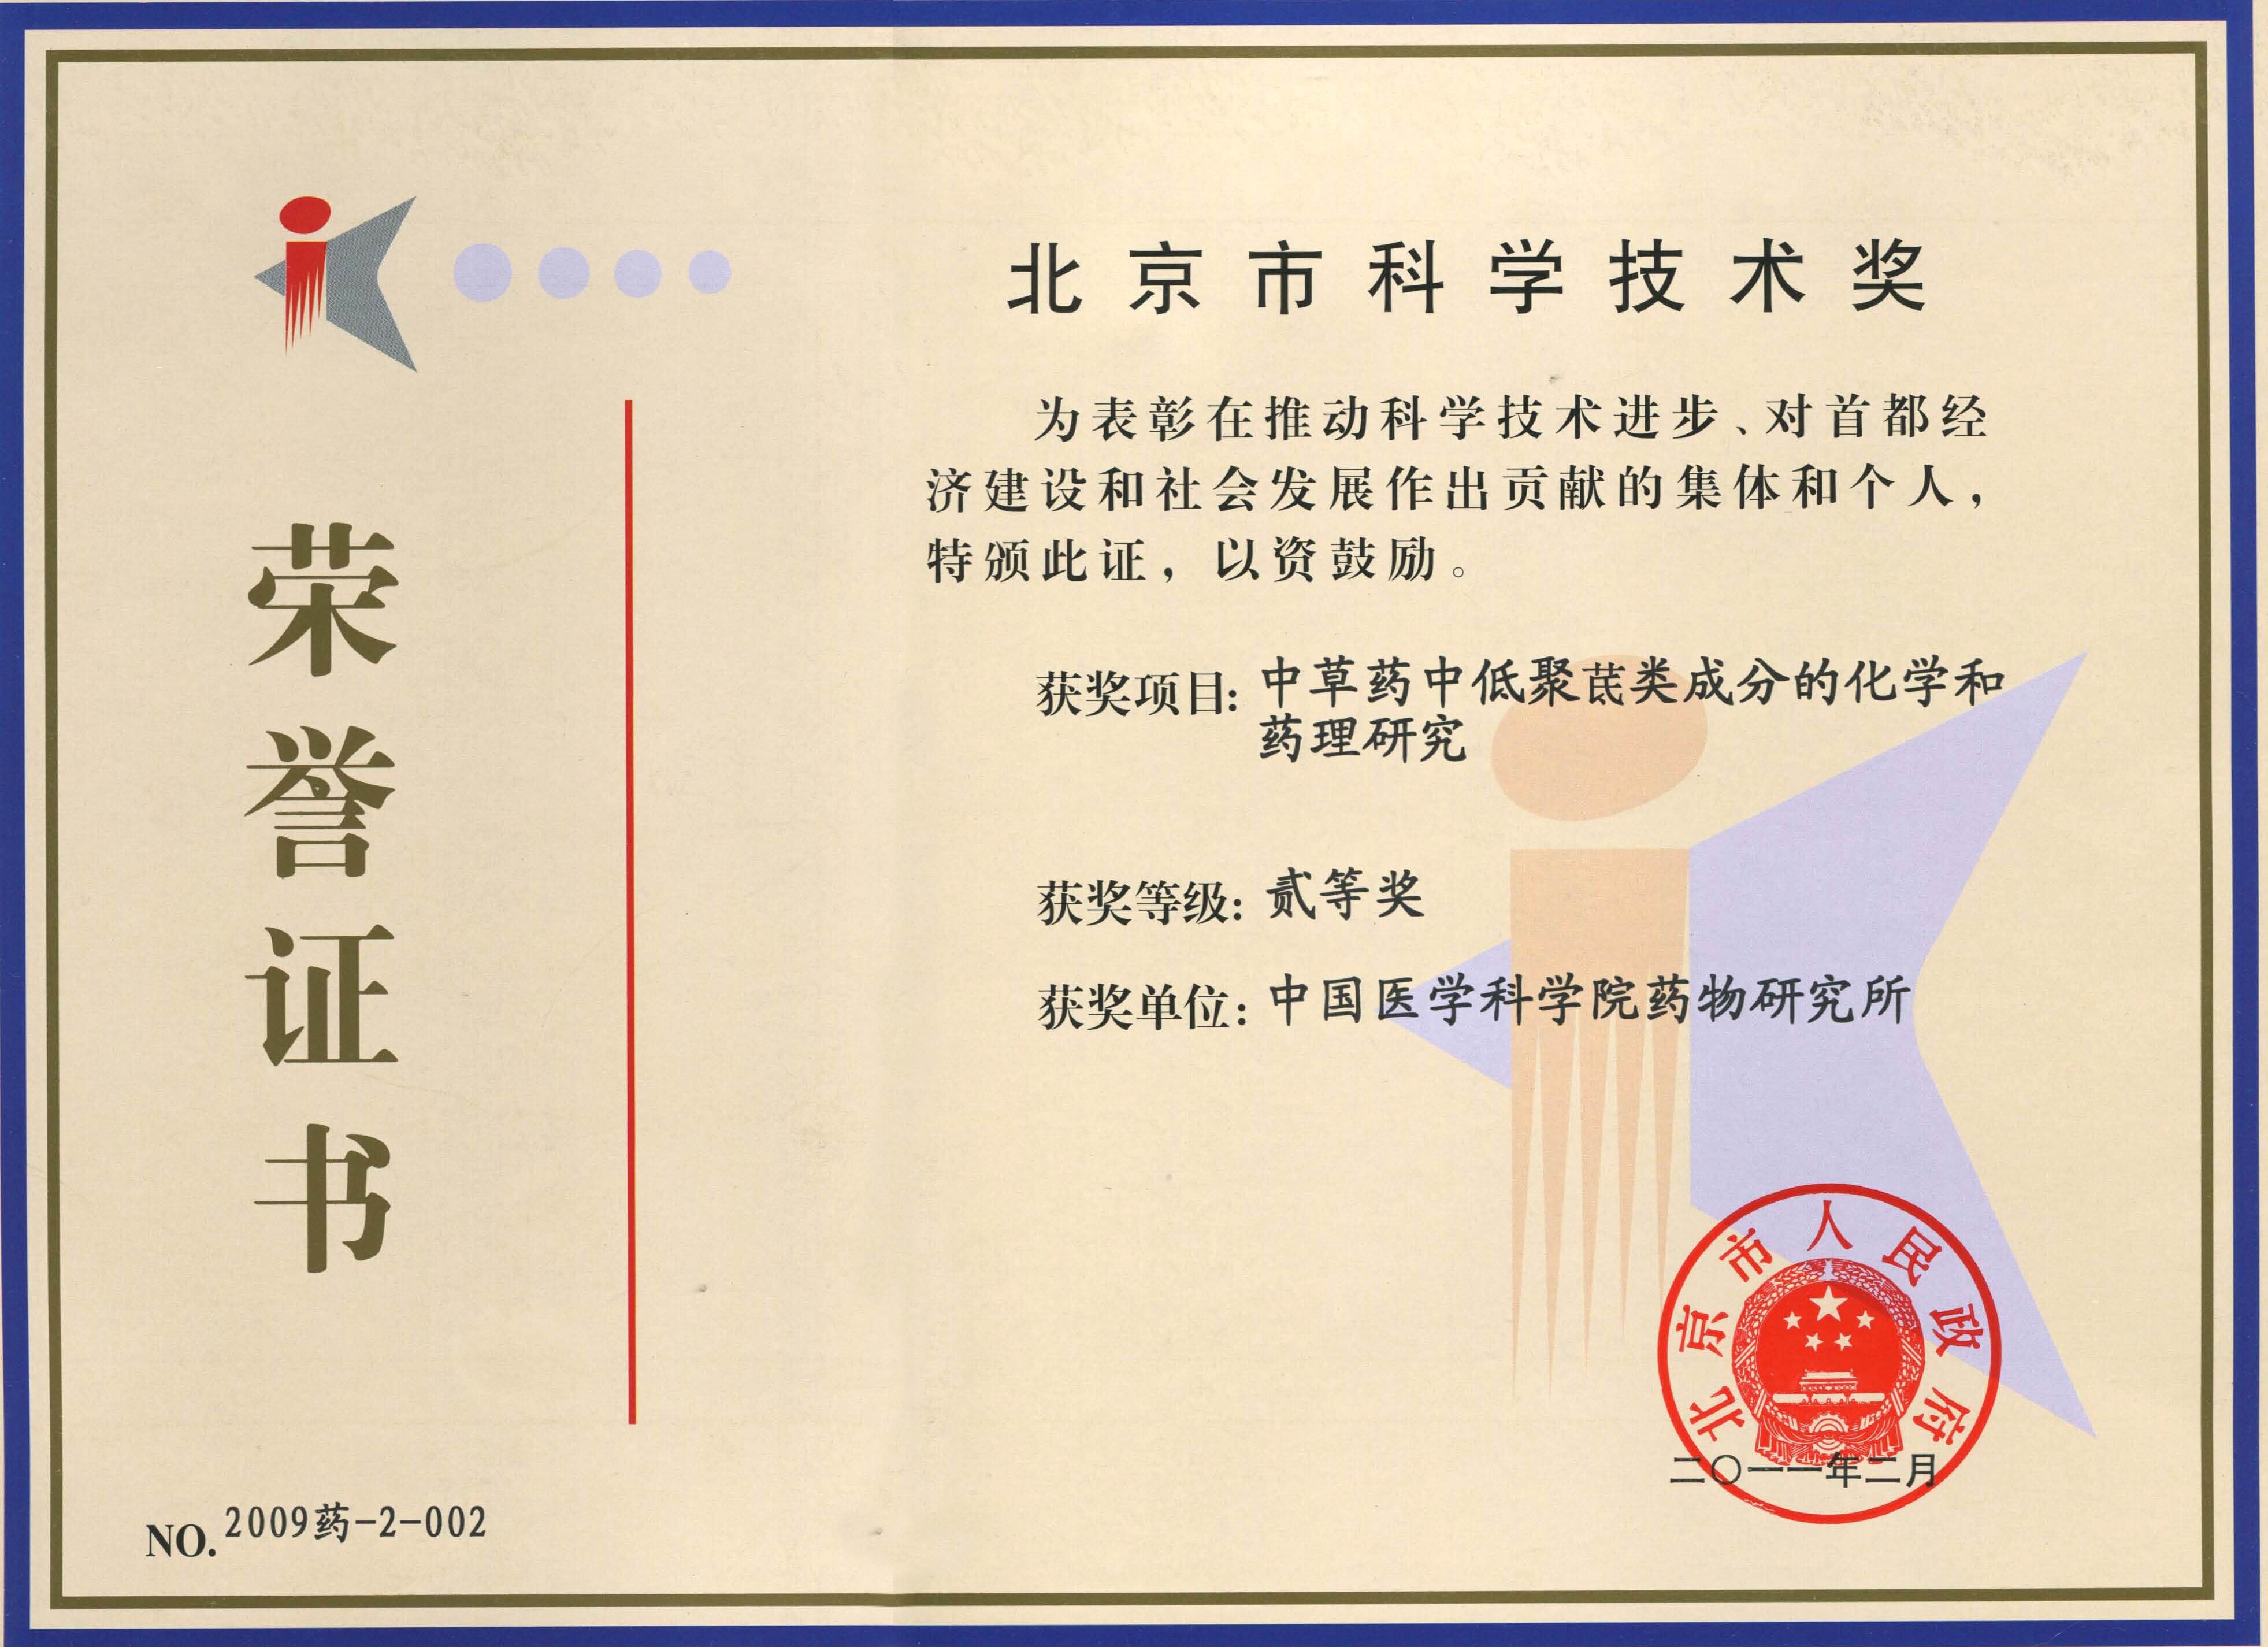 荣誉证书
NO.2009药-2-002
北京市科学技术奖
为表彰在推动科学技术进步、对首都经
济建设和社会发展作出贡献的集体和个人，
特颁此证，以资鼓励。
获奖项目：中草药中低聚茋类成分的化学和
药理研究
获奖等级：贰等奖
获奖单位：中国医学科学院药物研究所
北京市人民政府
二〇一一年二月